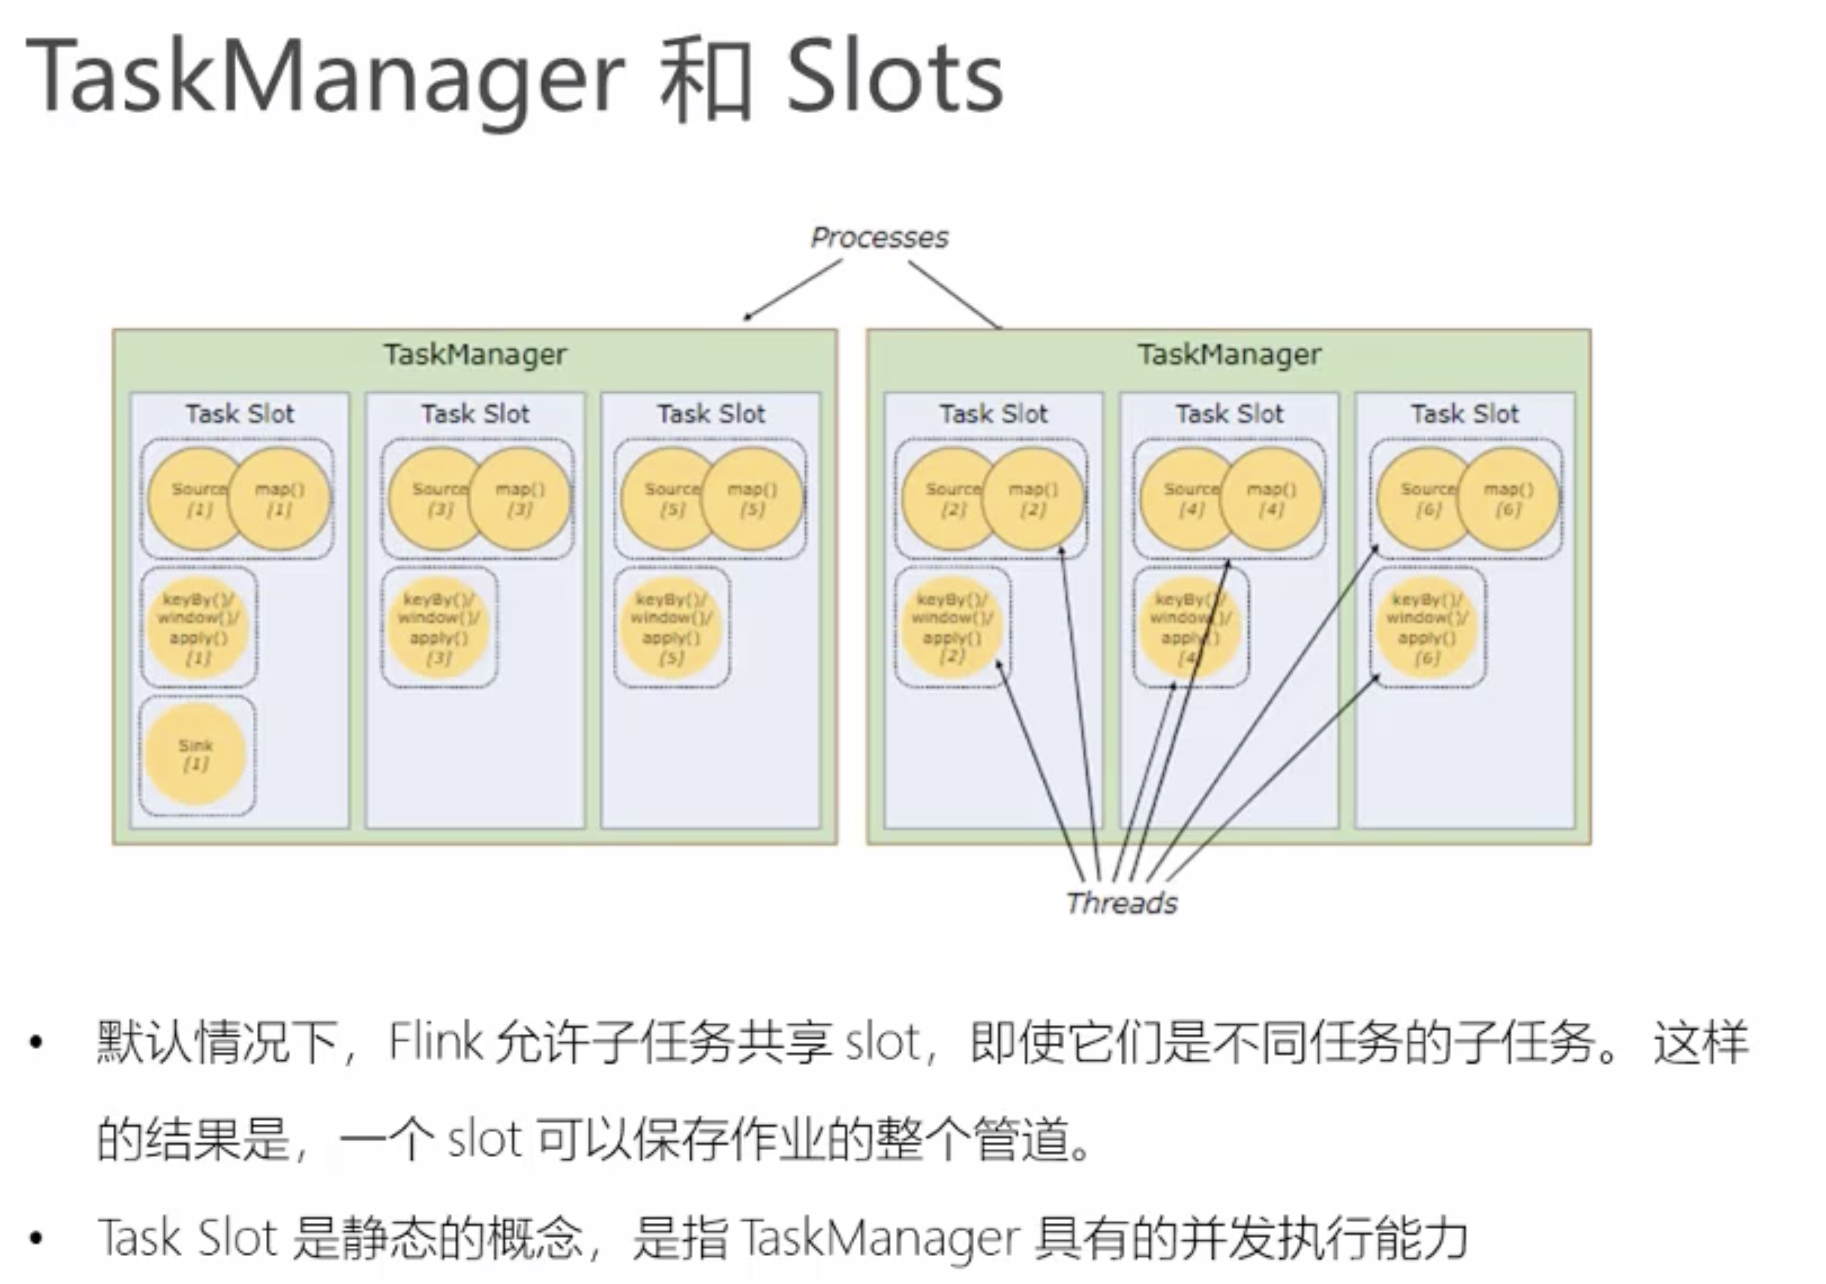 TaskManager 和 Slots
Processes
TaskManager
Task Slot
Source
[1]
map()
[1]
keyBy()/
window()/
apply()
[1]
Sink
[1]
Task Slot
Source
[3]
map()
[3]
keyBy()/
window()/
apply()
[3]
Task Slot
Source
[5]
map()
[5]
keyBy()/
window()/
apply()
[5]
TaskManager
Task Slot
Source
[2]
map()
[2]
keyBy()/
window()/
apply()
[2]
Task Slot
Source
[4]
map()
[4]
keyBy()/
window()/
apply()
[4]
Task Slot
Source
[6]
map()
[6]
keyBy()/
window()/
apply()
[6]
Threads
• 默认情况下，Flink 允许子任务共享 slot，即使它们是不同任务的子任务。 这样
的结果是，一个 slot 可以保存作业的整个管道。
• Task Slot 是静态的概念，是指 TaskManager 具有的并发执行能力